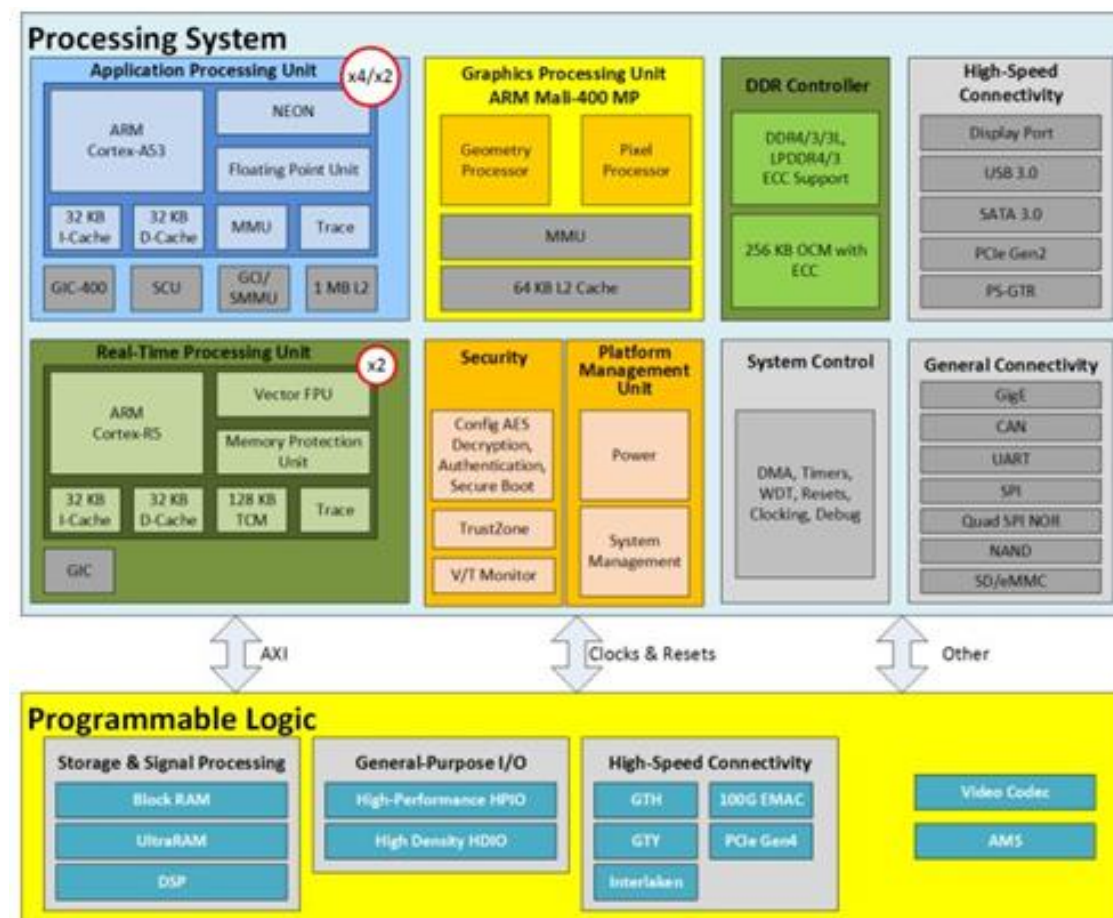 Processing System
Application Processing Unit
x4/x2
ARM
Cortex-A53
NEON
Floating Point Unit
32 KB
I-Cache
32 KB
D-Cache
MMU
Trace
GIC-400
SCU
GCI/
SMMU
1 MB L2
Graphics Processing Unit
ARM Mali-400 MP
Geometry
Processor
Pixel
Processor
MMU
64 KB L2 Cache
DDR Controller
DDR4/3/3L,
LPDDR4/3
ECC Support
256 KB OCM with
ECC
High-Speed
Connectivity
Display Port
USB 3.0
SATA 3.0
PCIe Gen2
PS-GTR
Real-Time Processing Unit
x2
ARM
Cortex-R5
Vector FPU
Memory Protection
Unit
32 KB
I-Cache
32 KB
D-Cache
128 KB
TCM
Trace
GIC
Security
Config AES
Decryption,
Authentication,
Secure Boot
TrustZone
V/T Monitor
Platform
Management
Unit
Power
System
Management
System Control
DMA, Timers,
WDT, Resets,
Clocking, Debug
General Connectivity
GigE
CAN
UART
SPI
Quad SPI NOR
NAND
SD/eMMC
AXI
Clocks & Resets
Other
Programmable Logic
Storage & Signal Processing
Block RAM
UltraRAM
DSP
General-Purpose I/O
High-Performance HPIO
High Density HDIO
High-Speed Connectivity
GTH
100G EMAC
GTY
PCIe Gen4
Interlaken
Video Codec
AMS